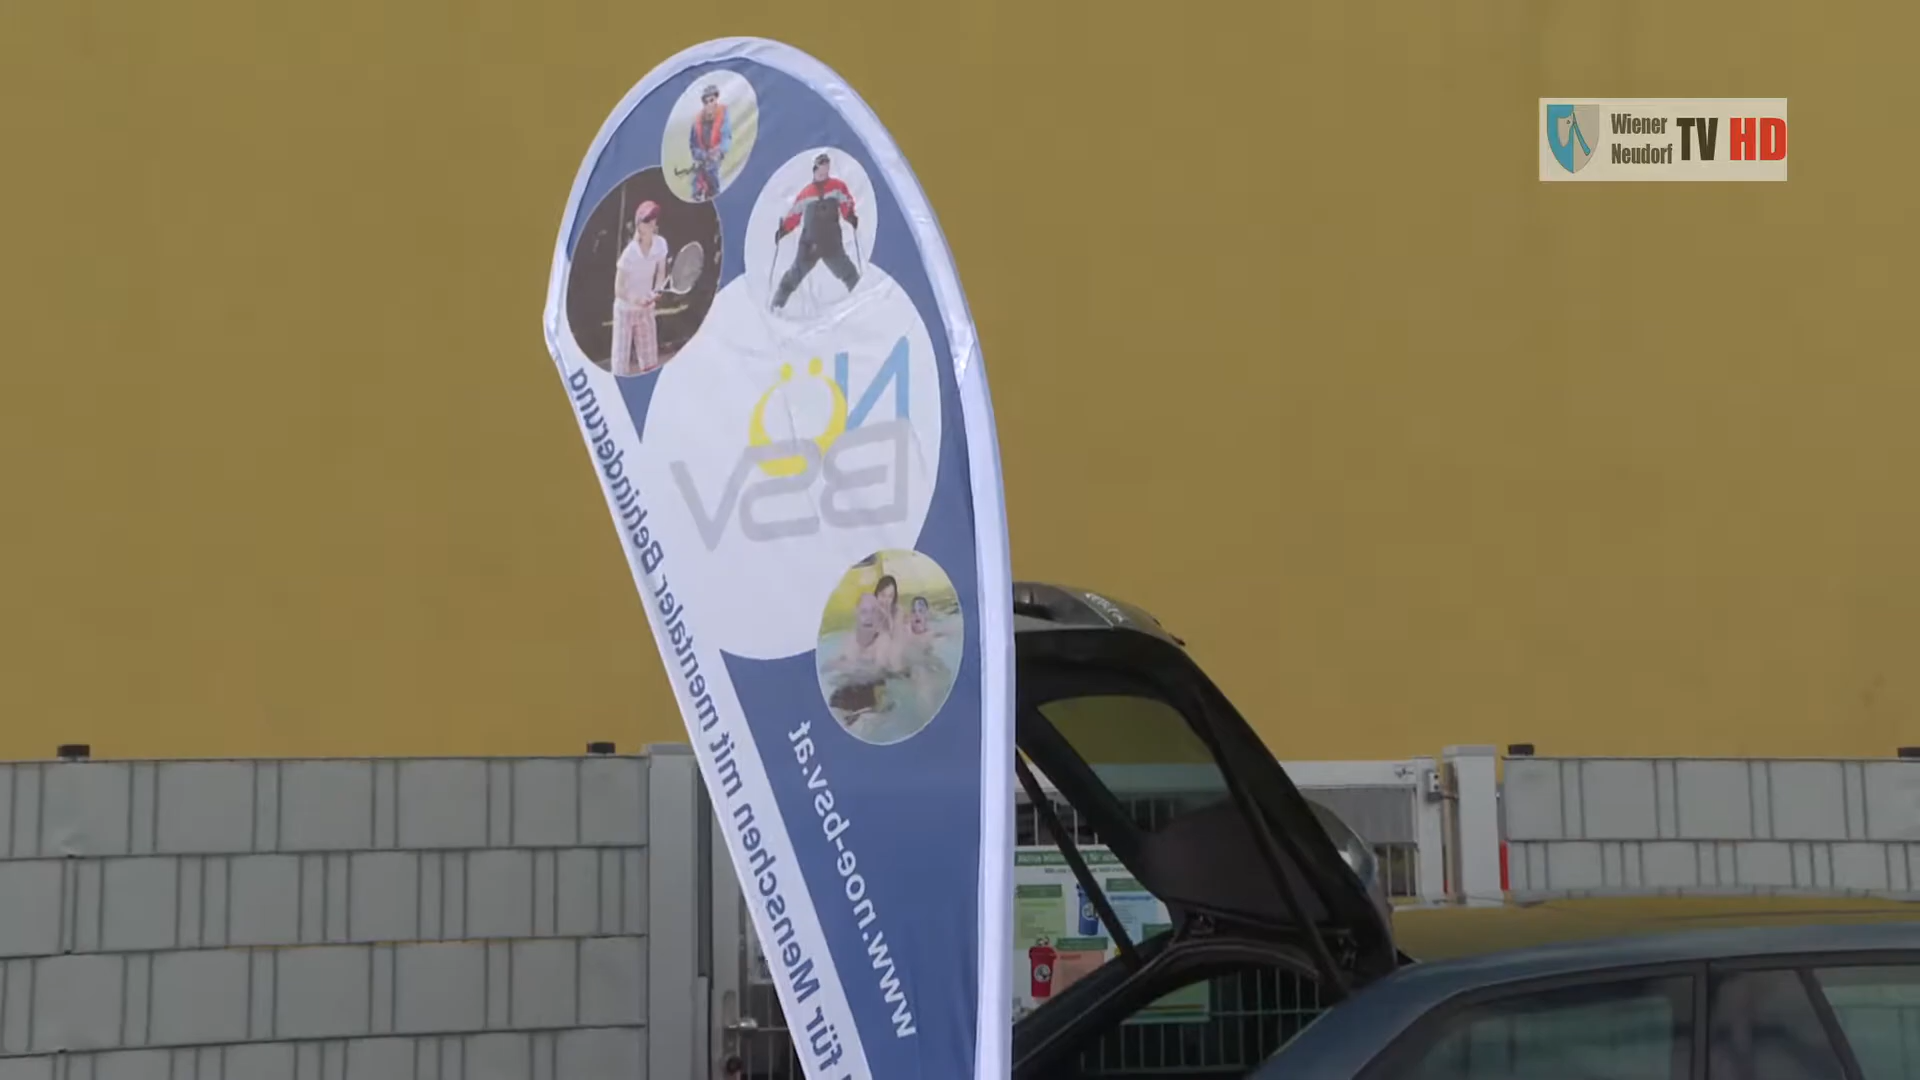 Wiener
Neudorf TV HD
NÖ
BSV
für Menschen mit mentaler Behinderung
www.noe-bsv.at